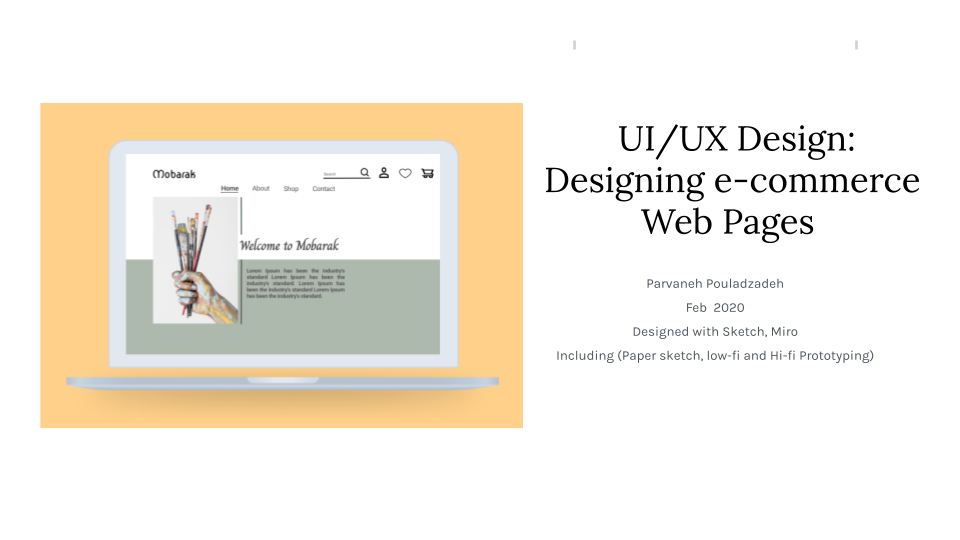 Mobarak
Search
Home About Shop Contact
Welcome to Mobarak
Lorem Ipsum has been the industry's
standard Lorem Ipsum has been the
industry's standard. Lorem Ipsum has
been the industry's standard Lorem Ipsum
has been the industry's standard.
UI/UX Design:
Designing e-commerce
Web Pages
Parvaneh Pouladzadeh
Feb 2020
Designed with Sketch, Miro
Including (Paper sketch, low-fi and Hi-fi Prototyping)